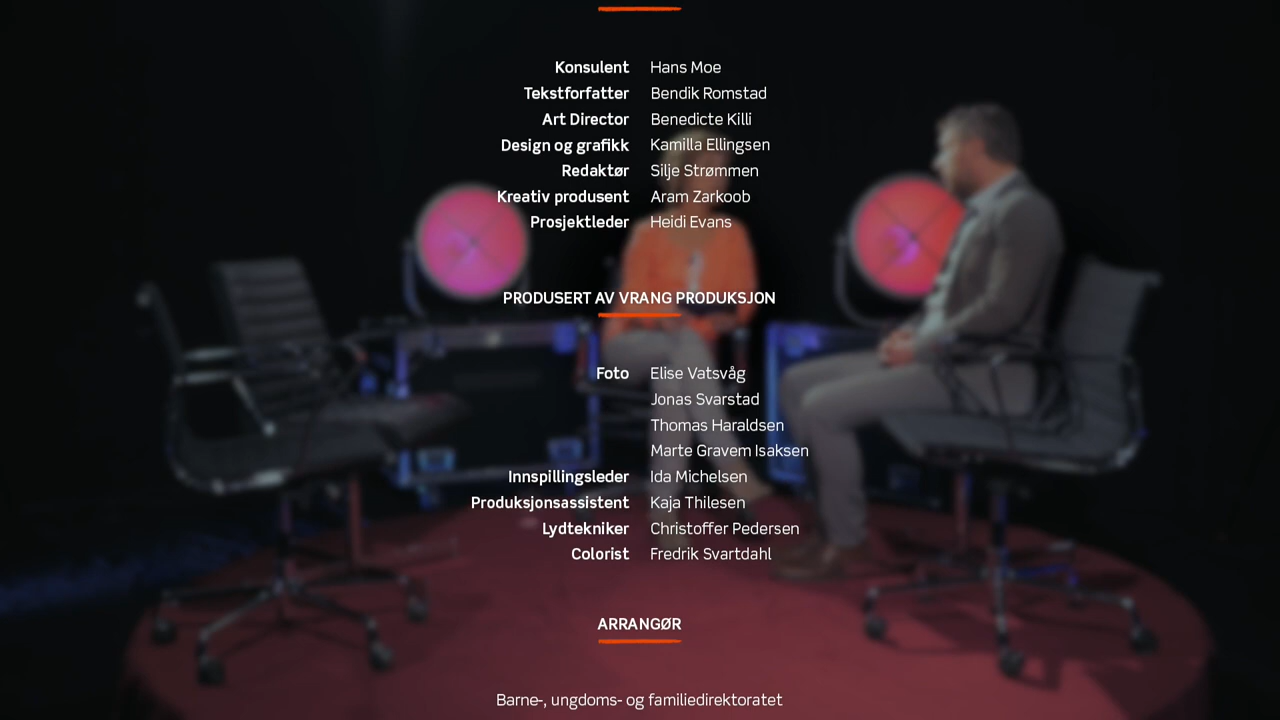 Konsulent Hans Moe
Tekstforfatter Bendik Romstad
Art Director Benedicte Killi
Design og grafikk Kamilla Ellingsen
Redaktør Silje Strømmen
Kreativ produsent Aram Zarkoob
Prosjektleder Heidi Evans
PRODUSERT AV VRANG PRODUKSJON
Foto Elise Vatsvåg
Jonas Svarstad
Thomas Haraldsen
Marte Gravem Isaksen
Innspillingsleder Ida Michelsen
Produksjonsassistent Kaja Thilesen
Lydtekniker Christoffer Pedersen
Colorist Fredrik Svartdahl
ARRANGØR
Barne-, ungdoms- og familiedirektoratet